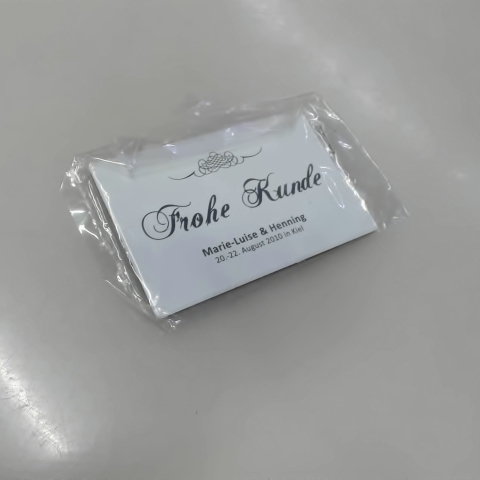 Frohe Kunde
Marie-Luise & Henning
20.-22. August 2010 in Kiel